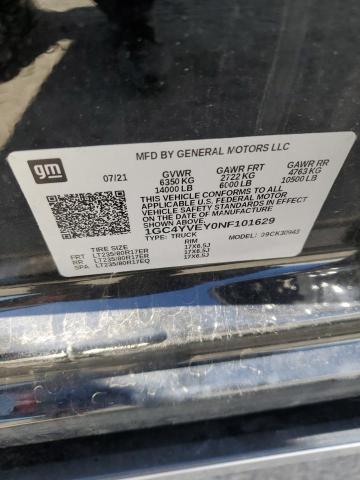 gm
MFD BY GENERAL MOTORS LLC
07/21 GVWR GAWR FRT GAWR RR
6350 KG 2722 KG 4763 KG
14000 LB 6000 LB 10500 LB
THIS VEHICLE CONFORMS TO ALL
APPLICABLE U.S. FEDERAL MOTOR
VEHICLE SAFETY STANDARDS IN EFFECT
ON THE DATE OF MANUFACTURE
SHOWN ABOVE.
1GC4YVEY0NF101629
TYPE: TRUCK MODEL:
TIRE SIZE RIM
FRT LT235/80R17ER 17X6.5J
RR LT235/80R17ER 17X6.5J
SPA LT235/80R17EQ 17X6.5J